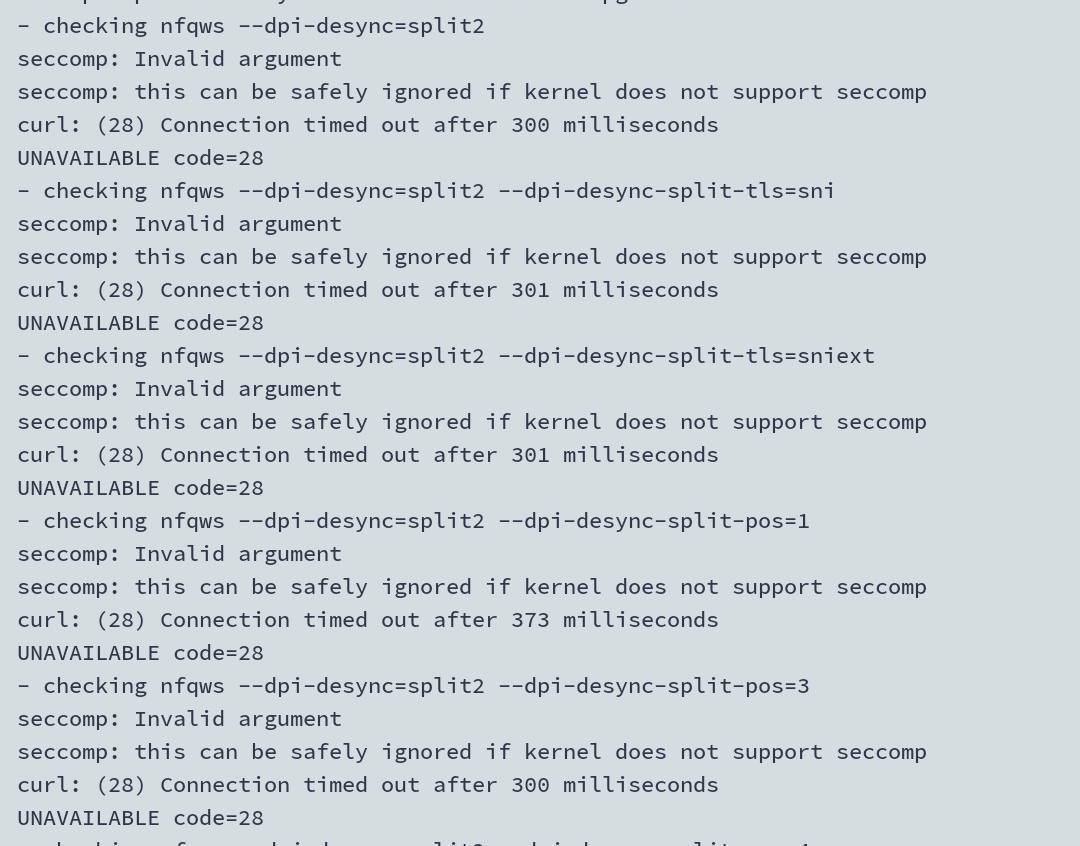 - checking nfqws --dpi-desync=split2
seccomp: Invalid argument
seccomp: this can be safely ignored if kernel does not support seccomp
curl: (28) Connection timed out after 300 milliseconds
UNAVAILABLE code=28
- checking nfqws --dpi-desync=split2 --dpi-desync-split-tls=sni
seccomp: Invalid argument
seccomp: this can be safely ignored if kernel does not support seccomp
curl: (28) Connection timed out after 301 milliseconds
UNAVAILABLE code=28
- checking nfqws --dpi-desync=split2 --dpi-desync-split-tls=sniext
seccomp: Invalid argument
seccomp: this can be safely ignored if kernel does not support seccomp
curl: (28) Connection timed out after 301 milliseconds
UNAVAILABLE code=28
- checking nfqws --dpi-desync=split2 --dpi-desync-split-pos=1
seccomp: Invalid argument
seccomp: this can be safely ignored if kernel does not support seccomp
curl: (28) Connection timed out after 373 milliseconds
UNAVAILABLE code=28
- checking nfqws --dpi-desync=split2 --dpi-desync-split-pos=3
seccomp: Invalid argument
seccomp: this can be safely ignored if kernel does not support seccomp
curl: (28) Connection timed out after 300 milliseconds
UNAVAILABLE code=28